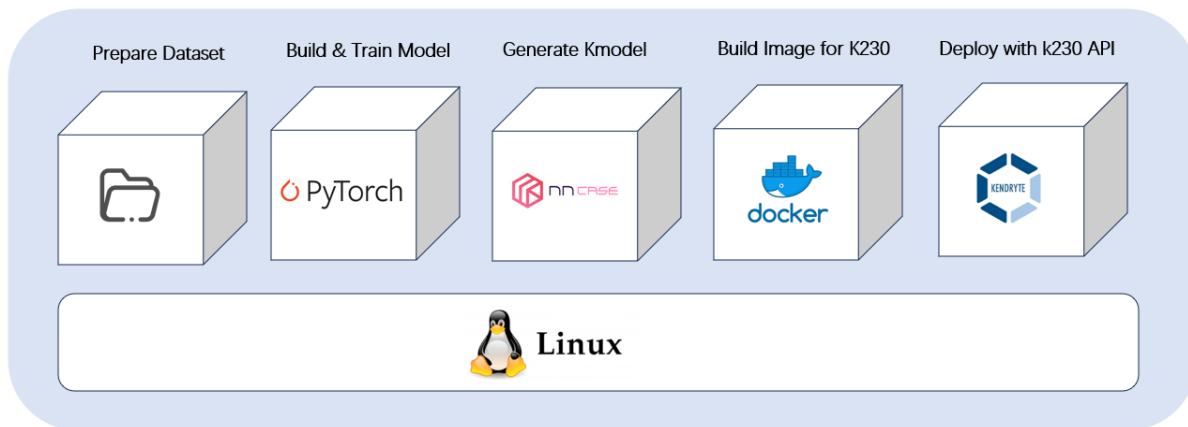 Prepare Dataset
Build & Train Model
Generate Kmodel
Build Image for K230
Deploy with k230 API
PyTorch
nncase
docker
KENDRYTE
Linux